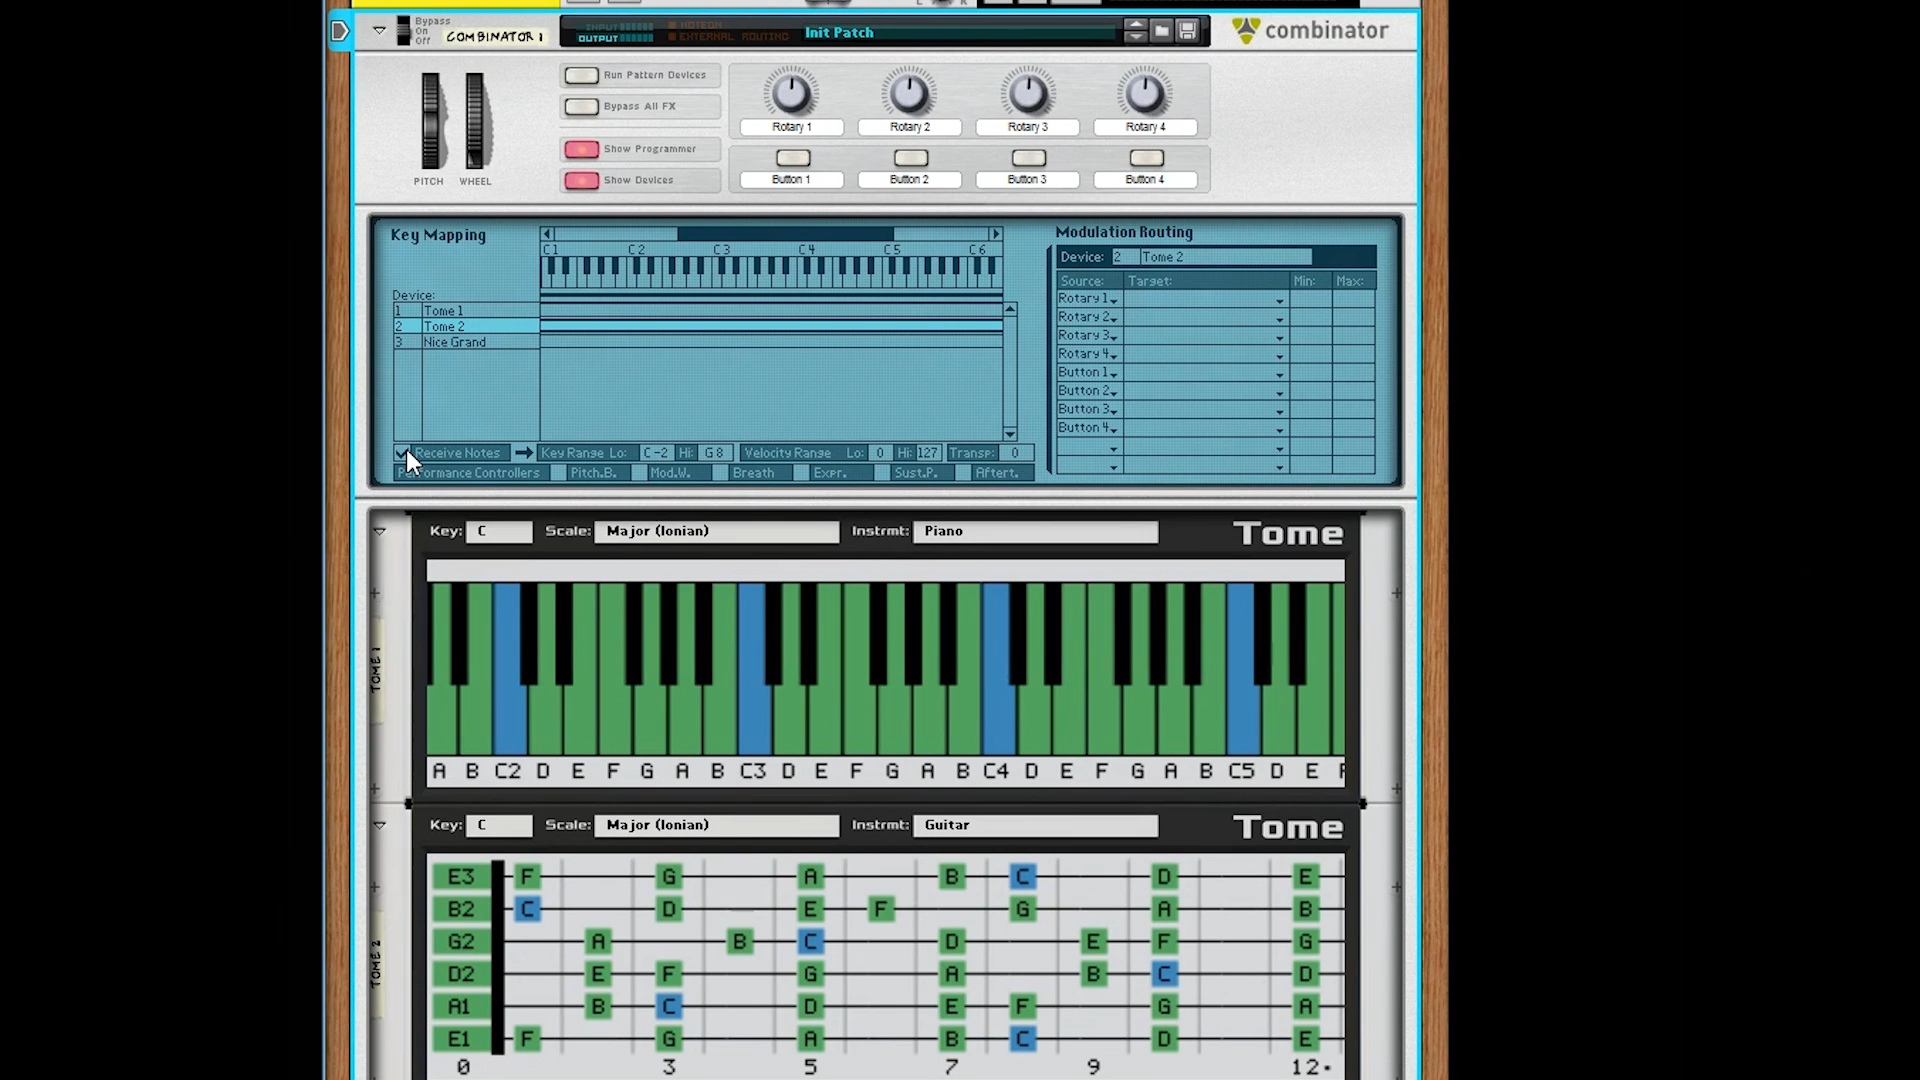 L R
Bypass
On
Off
COMBINATOR 1
INPUT
OUTPUT
NOTEON
EXTERNAL ROUTING
Init Patch
combinator
Run Pattern Devices
Bypass All FX
Show Programmer
Show Devices
PITCH WHEEL
Rotary 1 Rotary 2 Rotary 3 Rotary 4
Button 1 Button 2 Button 3 Button 4
Key Mapping
C1 C2 C3 C4 C5 C6
Device:
1 Tome 1
2 Tome 2
3 Nice Grand
Receive Notes Key Range Lo: C-2 Hi: G8 Velocity Range Lo: 0 Hi: 127 Transp: 0
Performance Controllers Pitch.B. Mod.W. Breath Expr. Sust.P. Aftert.
Modulation Routing
Device: 2 Tome 2
Source: Target: Min: Max:
Rotary 1
Rotary 2
Rotary 3
Rotary 4
Button 1
Button 2
Button 3
Button 4
Key: C Scale: Major (Ionian) Instrmt: Piano Tome
TOME 1
A B C2 D E F G A B C3 D E F G A B C4 D E F G A B C5 D E F
Key: C Scale: Major (Ionian) Instrmt: Guitar Tome
TOME 2
E3 F G A B C D E
B2 C D E F G A B
G2 A B C D E F G
D2 E F G A B C D
A1 B C D E F G A
E1 F G A B C D E
0 3 5 7 9 12•